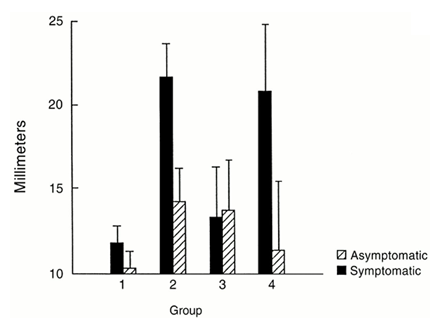 25
20
15
10
Millimeters
1 2 3 4
Group
Asymptomatic
Symptomatic